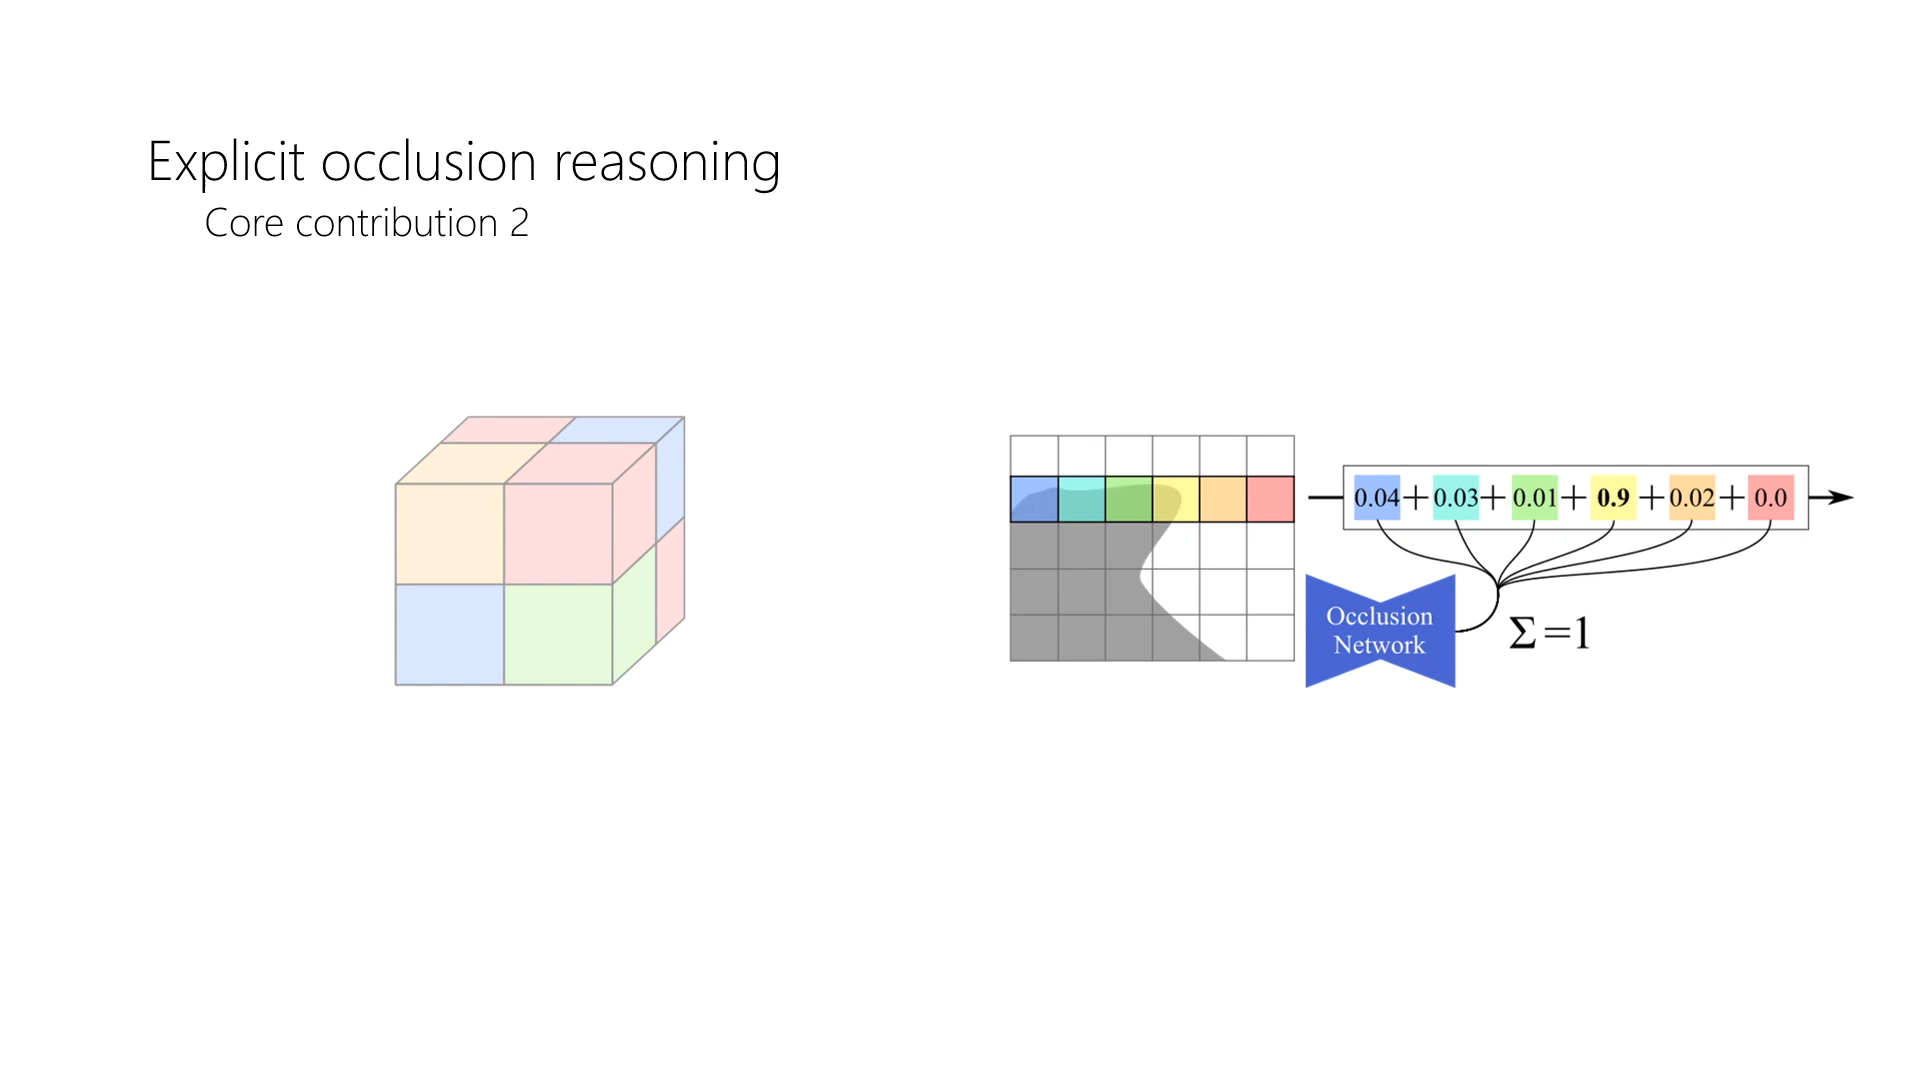 Explicit occlusion reasoning
Core contribution 2
0.04+0.03+0.01+0.9+0.02+0.0
Occlusion
Network
Σ=1